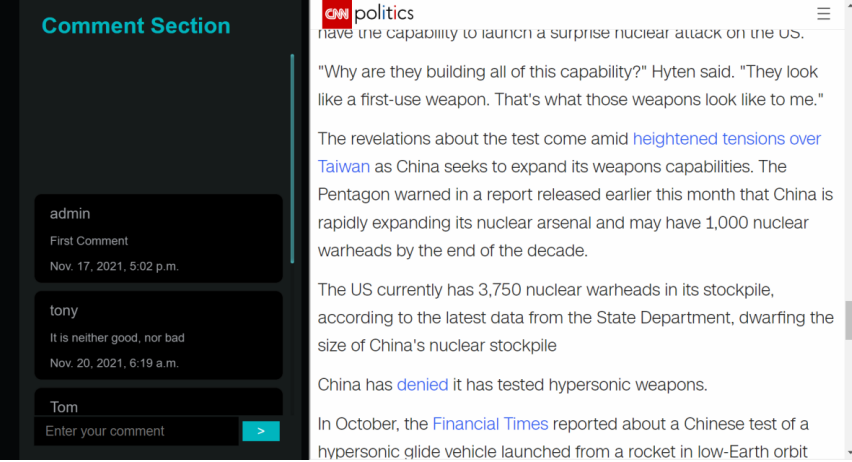 Comment Section
admin
First Comment
Nov. 17, 2021, 5:02 p.m.
tony
It is neither good, nor bad
Nov. 20, 2021, 6:19 a.m.
Tom
Enter your comment
>
CNN politics
have the capability to launch a surprise nuclear attack on the US.
"Why are they building all of this capability?" Hyten said. "They look
like a first-use weapon. That's what those weapons look like to me."
The revelations about the test come amid heightened tensions over
Taiwan as China seeks to expand its weapons capabilities. The
Pentagon warned in a report released earlier this month that China is
rapidly expanding its nuclear arsenal and may have 1,000 nuclear
warheads by the end of the decade.
The US currently has 3,750 nuclear warheads in its stockpile,
according to the latest data from the State Department, dwarfing the
size of China's nuclear stockpile
China has denied it has tested hypersonic weapons.
In October, the Financial Times reported about a Chinese test of a
hypersonic glide vehicle launched from a rocket in low-Earth orbit